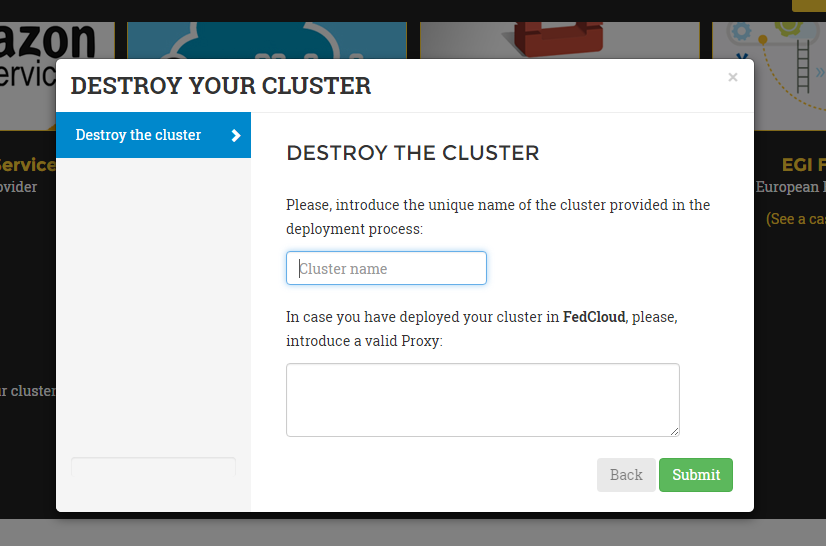 azon
ervic
DESTROY YOUR CLUSTER
×
Destroy the cluster
DESTROY THE CLUSTER
Please, introduce the unique name of the cluster provided in the
deployment process:
Cluster name
In case you have deployed your cluster in FedCloud, please,
introduce a valid Proxy:
Back
Submit
Service
ovider
r cluster
EGI F
European
(See a ca